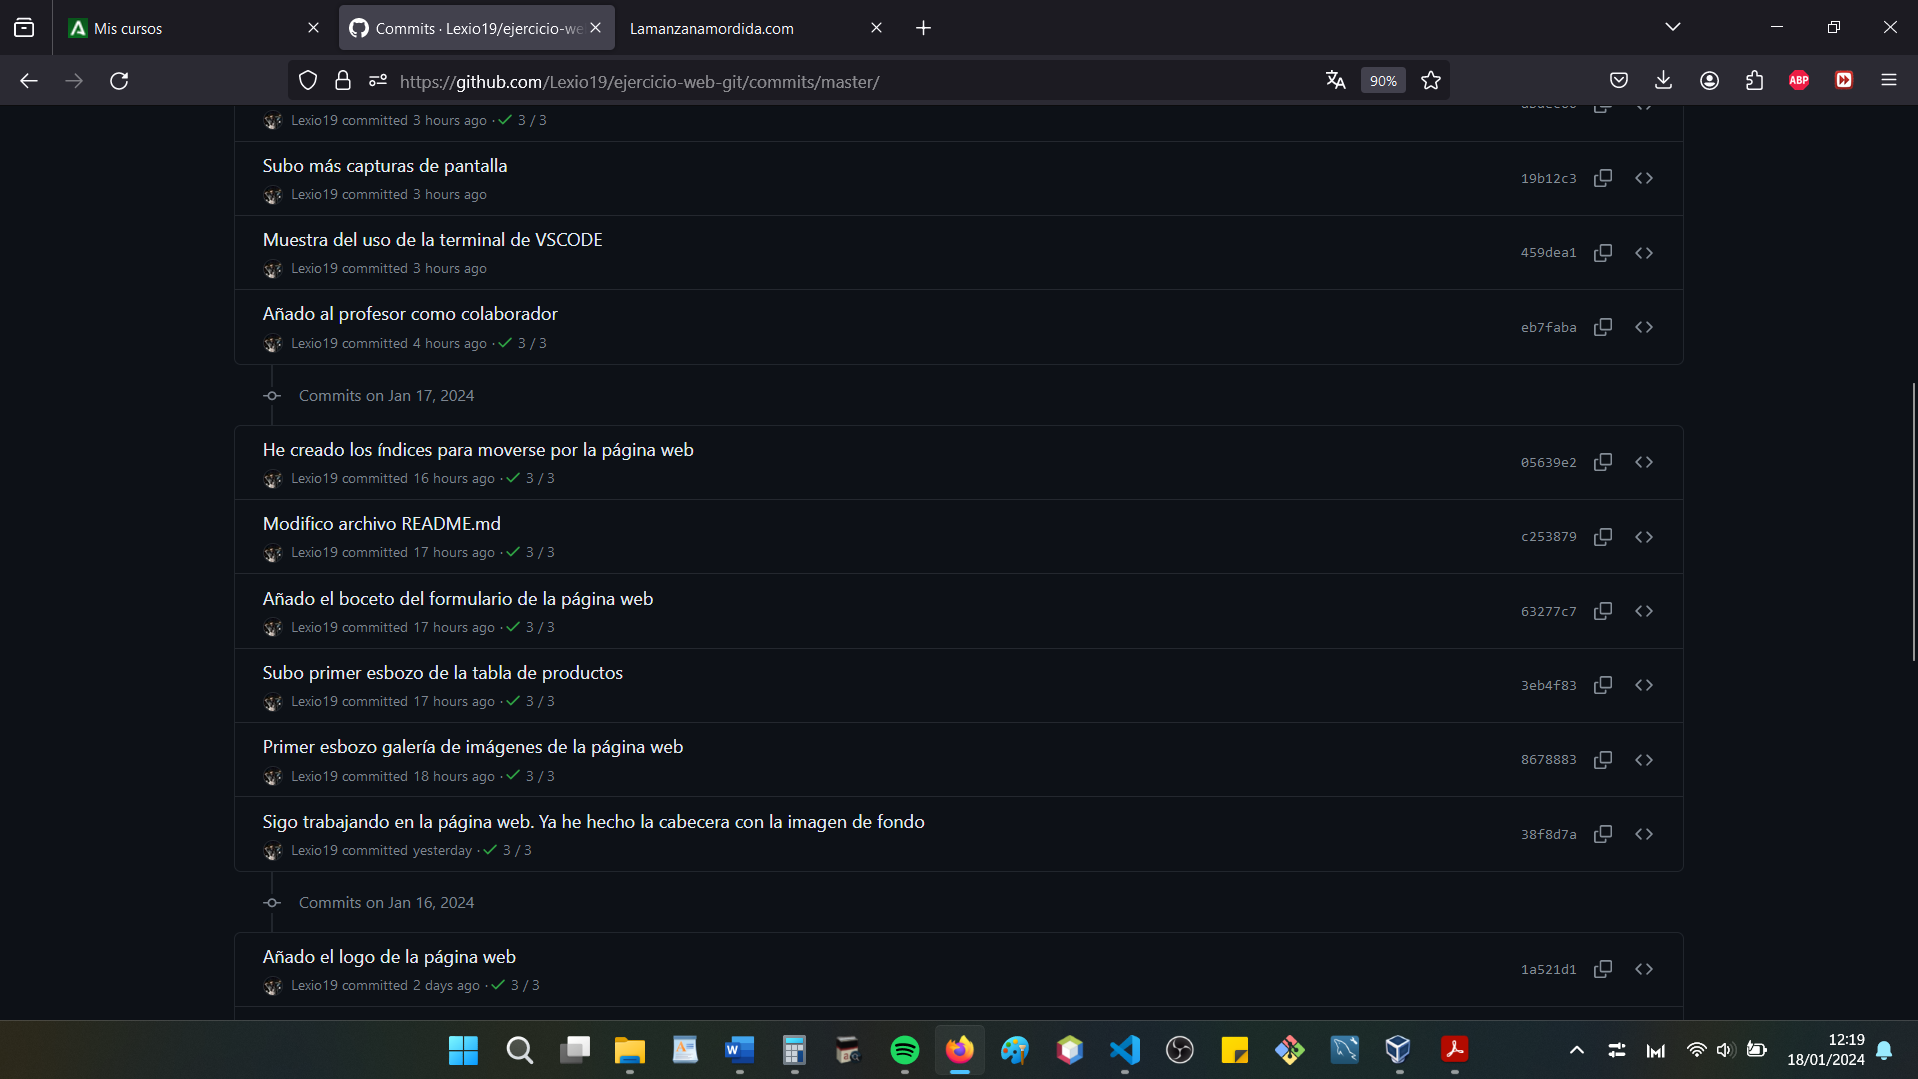 Mis cursos
Commits · Lexio19/ejercicio-we
Lamanzanamordida.com
https://github.com/Lexio19/ejercicio-web-git/commits/master/
90%
ABP
Lexio19 committed 3 hours ago · 3 / 3
Subo más capturas de pantalla
19b12c3
Lexio19 committed 3 hours ago
Muestra del uso de la terminal de VSCODE
459dea1
Lexio19 committed 3 hours ago
Añado al profesor como colaborador
eb7faba
Lexio19 committed 4 hours ago · 3 / 3
Commits on Jan 17, 2024
He creado los índices para moverse por la página web
05639e2
Lexio19 committed 16 hours ago · 3 / 3
Modifico archivo README.md
c253879
Lexio19 committed 17 hours ago · 3 / 3
Añado el boceto del formulario de la página web
63277c7
Lexio19 committed 17 hours ago · 3 / 3
Subo primer esbozo de la tabla de productos
3eb4f83
Lexio19 committed 17 hours ago · 3 / 3
Primer esbozo galería de imágenes de la página web
8678883
Lexio19 committed 18 hours ago · 3 / 3
Sigo trabajando en la página web. Ya he hecho la cabecera con la imagen de fondo
38f8d7a
Lexio19 committed yesterday · 3 / 3
Commits on Jan 16, 2024
Añado el logo de la página web
1a521d1
Lexio19 committed 2 days ago · 3 / 3
12:19
18/01/2024